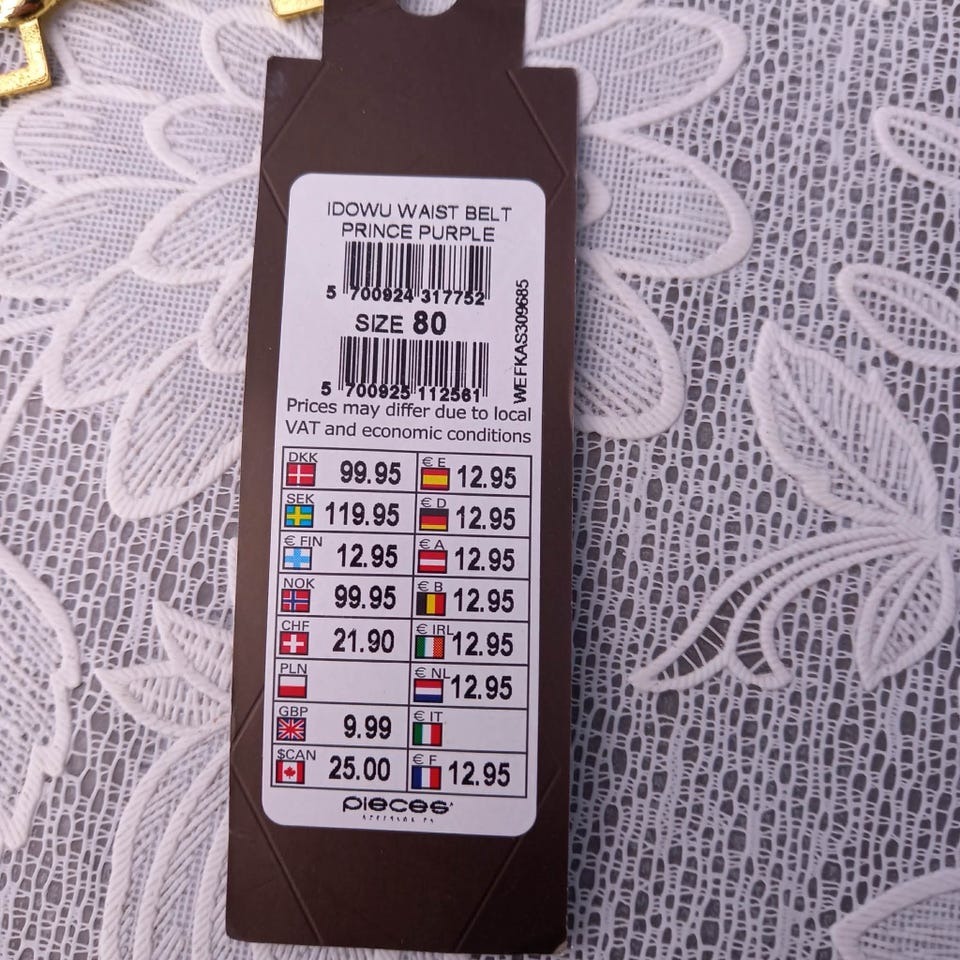 IDOWU WAIST BELT
PRINCE PURPLE
5 700924 317752
SIZE 80
5 700925 112561
WEFKAS309685
Prices may differ due to local
VAT and economic conditions
DKK 99.95 € E 12.95
SEK 119.95 € D 12.95
€ FIN 12.95 € A 12.95
NOK 99.95 € B 12.95
CHF 21.90 € IRL 12.95
PLN € NL 12.95
GBP 9.99 € IT
$CAN 25.00 € F 12.95
pieces